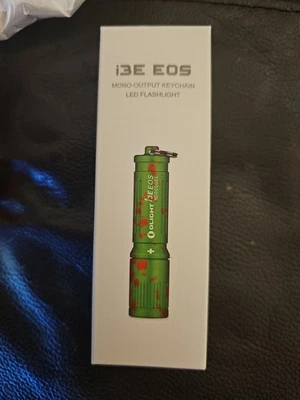 i3E EOS
MONO-OUTPUT KEYCHAIN
LED FLASHLIGHT
OLIGHT i3E EOS